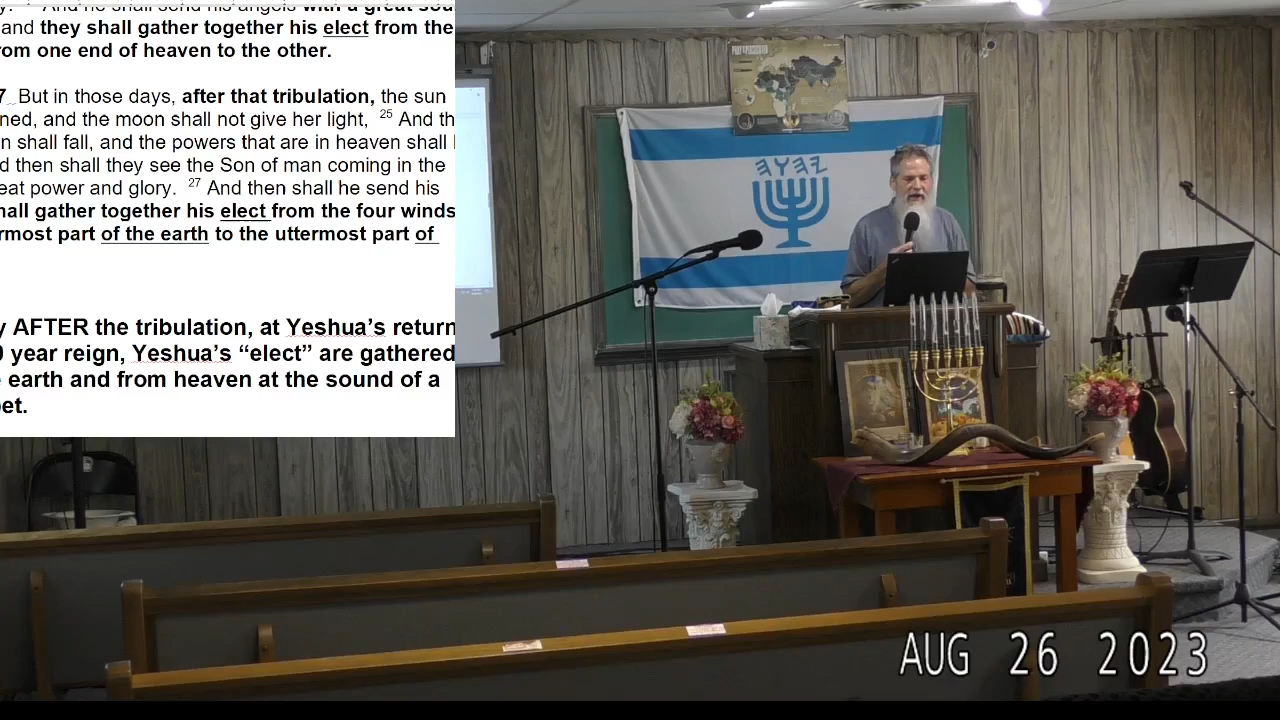 And he shall send his angels with a great sou
and they shall gather together his elect from the
rom one end of heaven to the other.
7 But in those days, after that tribulation, the sun
ned, and the moon shall not give her light, 25 And th
n shall fall, and the powers that are in heaven shall
d then shall they see the Son of man coming in the
eat power and glory. 27 And then shall he send his
hall gather together his elect from the four winds
rmost part of the earth to the uttermost part of
y AFTER the tribulation, at Yeshua's return
0 year reign, Yeshua's “elect” are gathered
e earth and from heaven at the sound of a
pet.
𐤉𐤄𐤅𐤄
AUG 26 2023